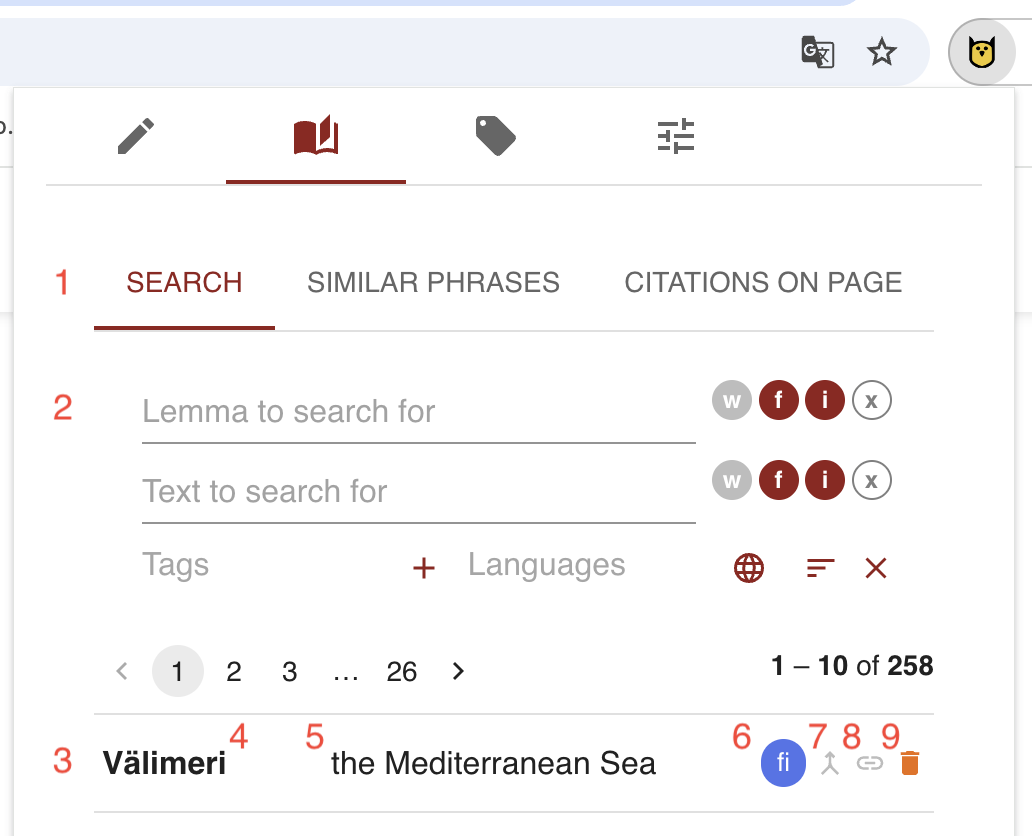 1 SEARCH SIMILAR PHRASES CITATIONS ON PAGE
2 Lemma to search for w f i x
Text to search for w f i x
Tags + Languages
1 2 3 ... 26 1 – 10 of 258
4 5 6 7 8 9
3 Välimeri the Mediterranean Sea fi